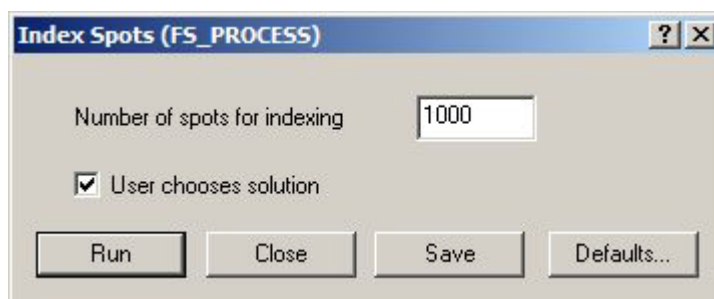 Index Spots (FS_PROCESS)
Number of spots for indexing 1000
User chooses solution
Run Close Save Defaults...